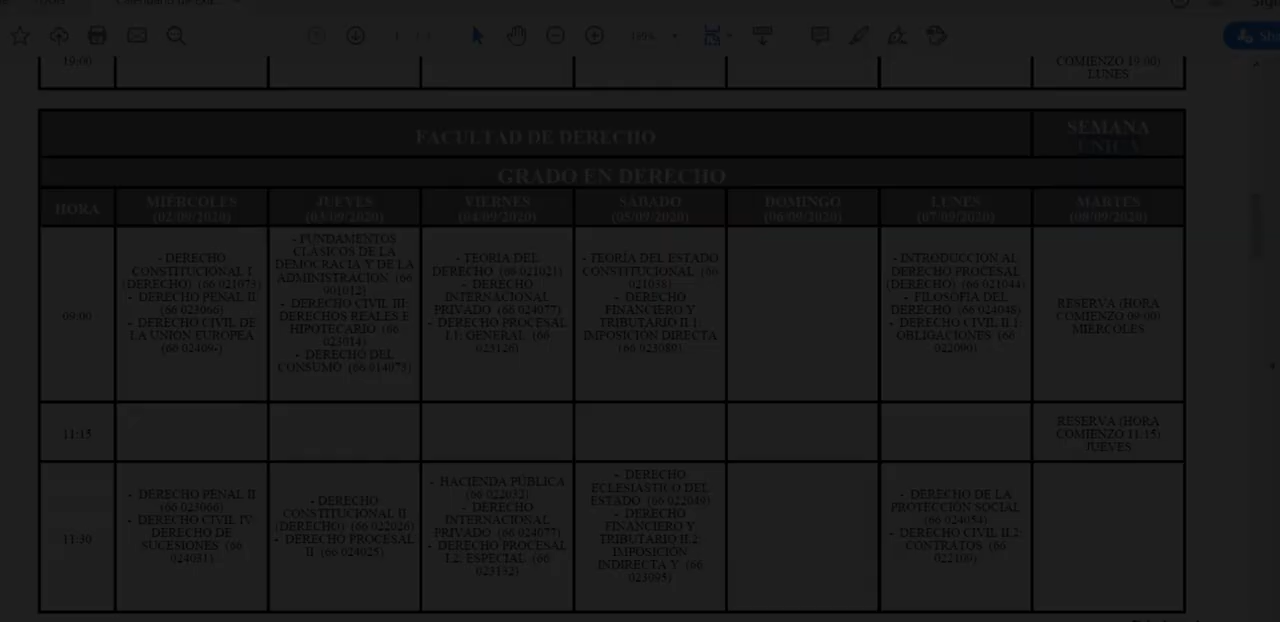 19:00
COMIENZO 19:00)
LUNES
FACULTAD DE DERECHO
SEMANA
ÚNICA
GRADO EN DERECHO
HORA
MIÉRCOLES
(02/09/2020)
JUEVES
(03/09/2020)
VIERNES
(04/09/2020)
SÁBADO
(05/09/2020)
DOMINGO
(06/09/2020)
LUNES
(07/09/2020)
MARTES
(08/09/2020)
09:00
- DERECHO
CONSTITUCIONAL I
(DERECHO) (66 021073)
- DERECHO PENAL II
(66 023066)
- DERECHO CIVIL DE
LA UNIÓN EUROPEA
- FUNDAMENTOS
CLÁSICOS DE LA
DEMOCRACIA Y DE LA
ADMINISTRACIÓN (66
901012)
- DERECHO CIVIL III:
DERECHOS REALES E
HIPOTECARIO (66
023014)
- DERECHO DEL
CONSUMO (66 014075)
- TEORÍA DEL
DERECHO (66 021021)
- DERECHO
INTERNACIONAL
PRIVADO (66 024077)
- DERECHO PROCESAL
I.1: GENERAL (66
023126)
- TEORÍA DEL ESTADO
CONSTITUCIONAL (66
021038)
- DERECHO
FINANCIERO Y
TRIBUTARIO II.1:
IMPOSICIÓN DIRECTA
(66 023089)
- INTRODUCCIÓN AL
DERECHO PROCESAL
(DERECHO) (66 021044)
- FILOSOFÍA DEL
DERECHO (66 024048)
- DERECHO CIVIL II.1:
OBLIGACIONES (66
022090)
RESERVA (HORA
COMIENZO 09:00)
MIÉRCOLES
11:15
RESERVA (HORA
COMIENZO 11:15)
JUEVES
11:30
- DERECHO PENAL II
(66 023066)
- DERECHO CIVIL IV:
DERECHO DE
SUCESIONES (66
024031)
- DERECHO
CONSTITUCIONAL II
(DERECHO) (66 022026)
- DERECHO PROCESAL
II (66 024025)
- HACIENDA PÚBLICA
(66 022032)
- DERECHO
INTERNACIONAL
PRIVADO (66 024077)
- DERECHO PROCESAL
I.2: ESPECIAL (66
023132)
- DERECHO
ECLESIÁSTICO DEL
ESTADO (66 022049)
- DERECHO
FINANCIERO Y
TRIBUTARIO II.2:
IMPOSICIÓN
INDIRECTA Y (66
023095)
- DERECHO DE LA
PROTECCIÓN SOCIAL
(66 024054)
- DERECHO CIVIL II.2:
CONTRATOS (66
022109)